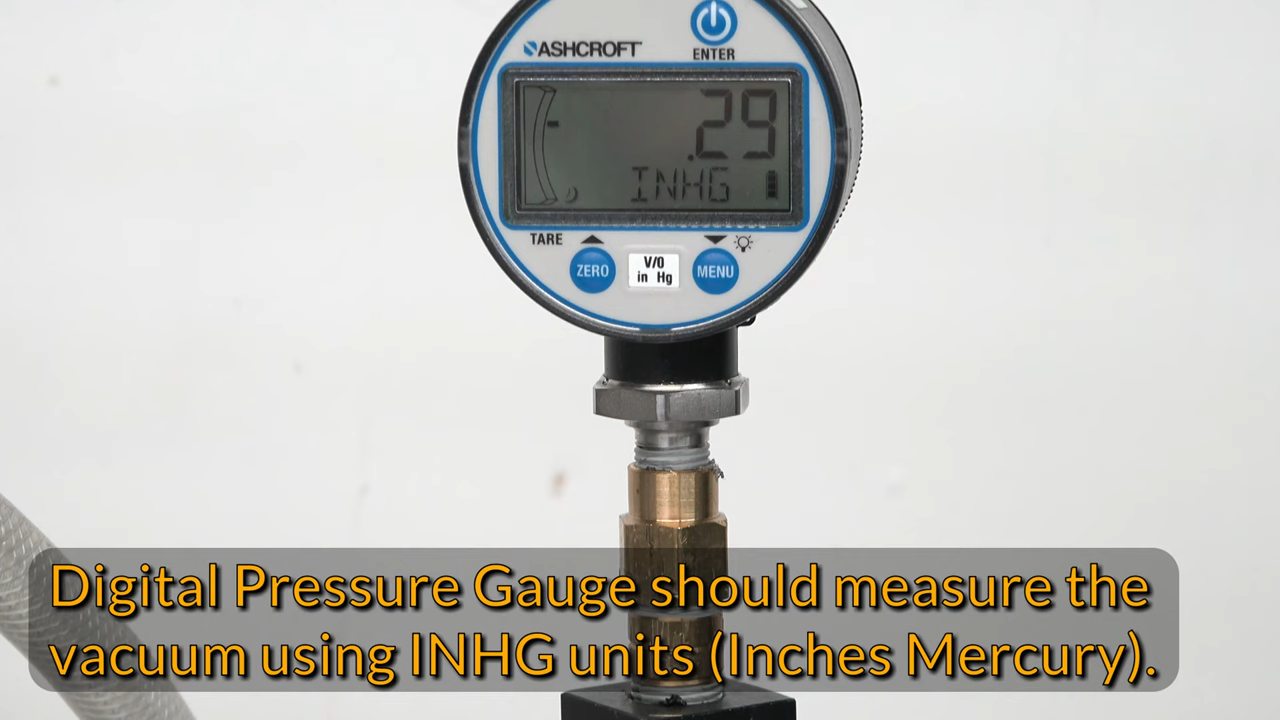 ASHCROFT
ENTER
.29
INHG
TARE
ZERO
V/0
in Hg
MENU
Digital Pressure Gauge should measure the
vacuum using INHG units (Inches Mercury).